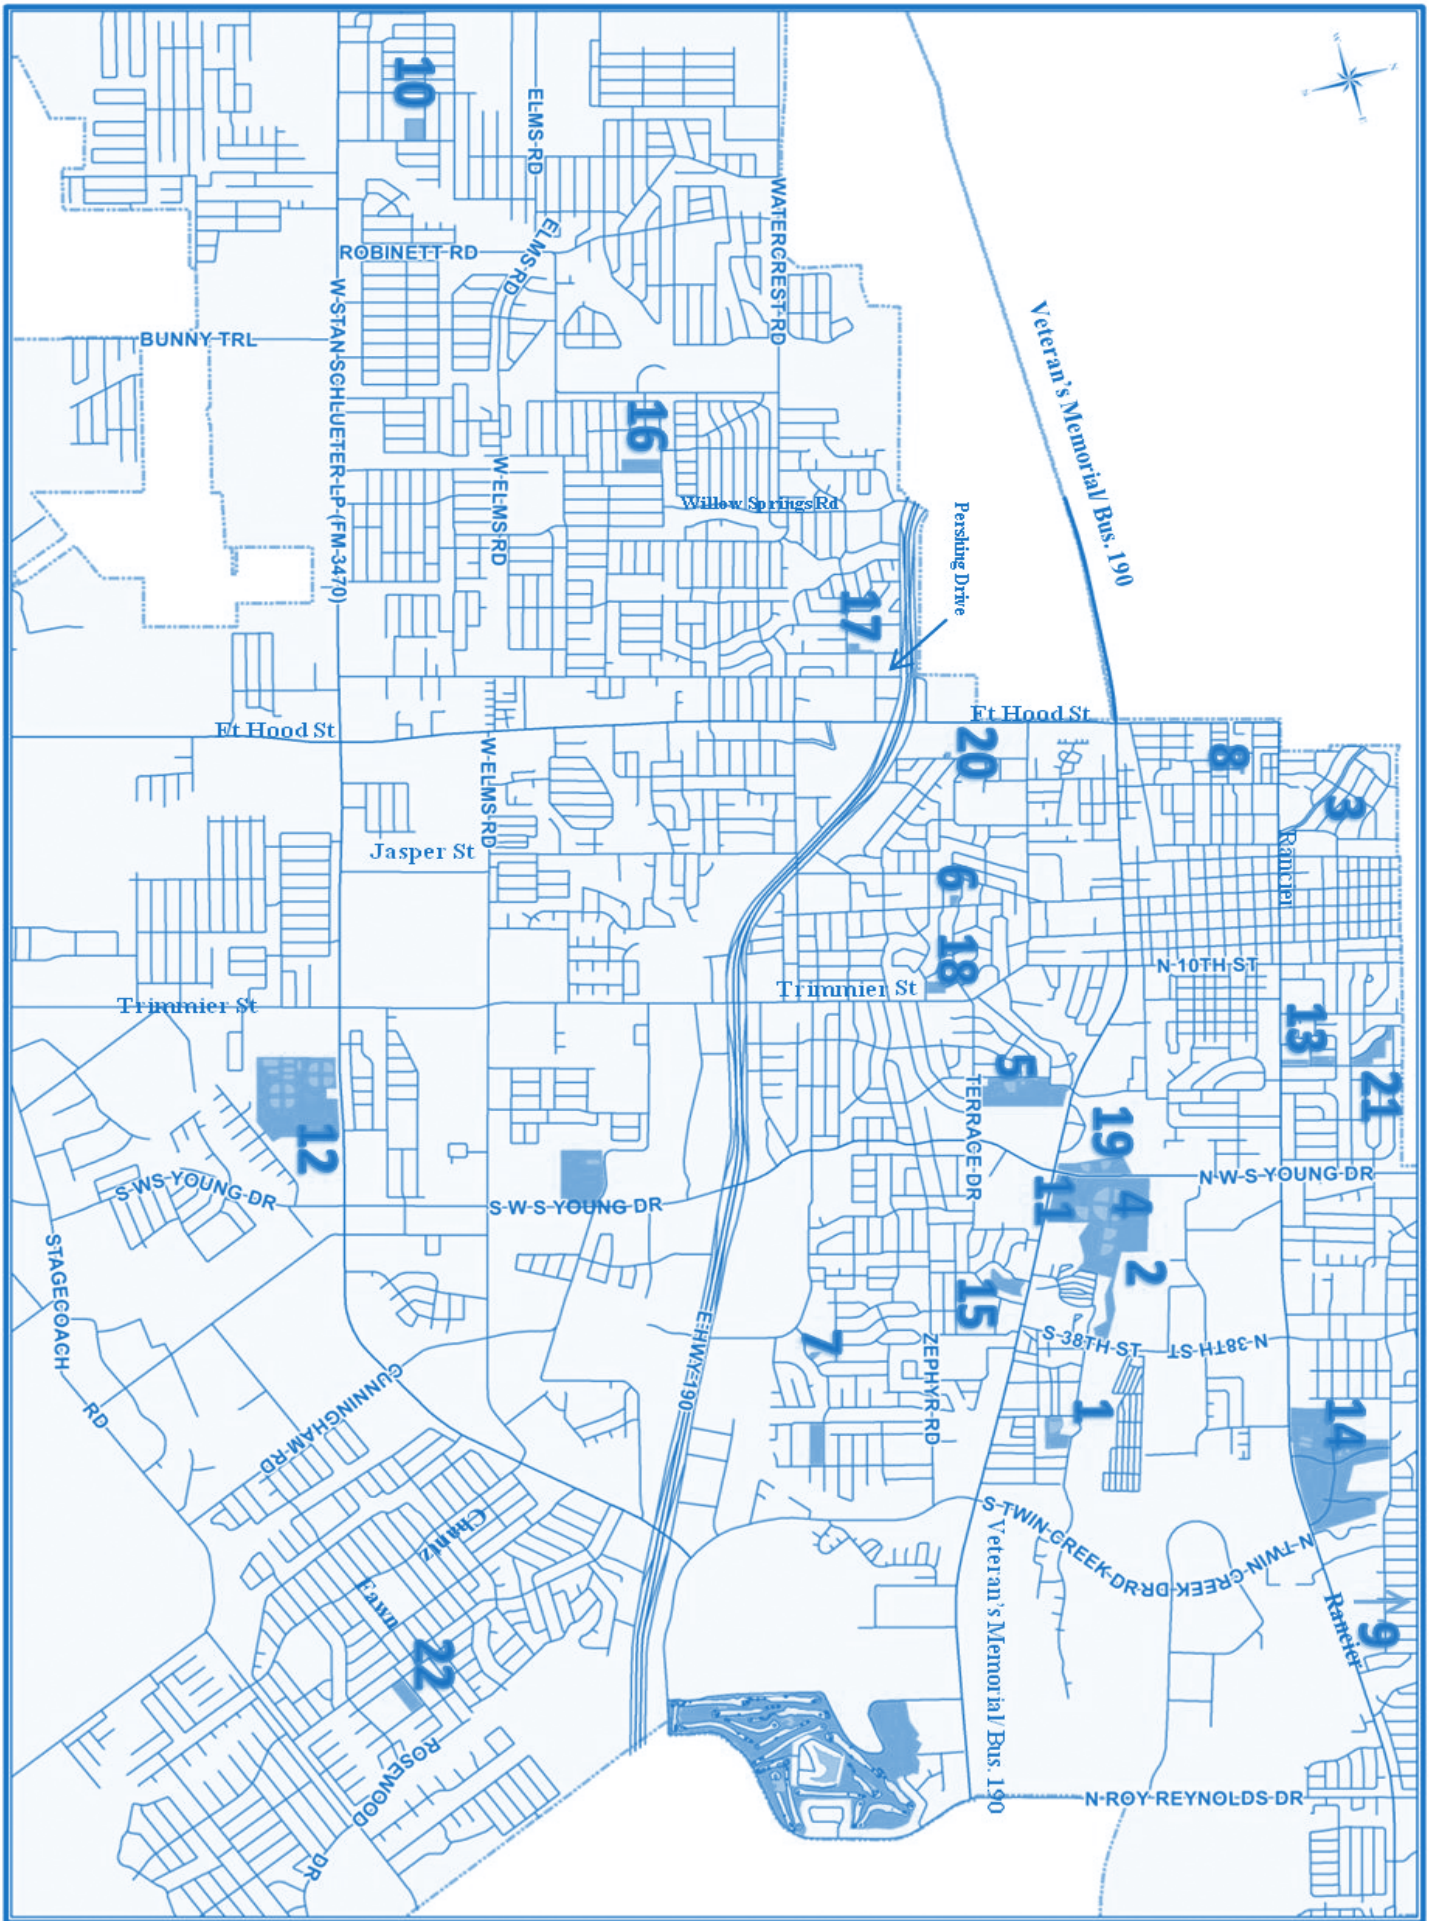 10
ELMS RD
WATERCREST RD
ROBINETT RD
ELMS RD
W STAN SCHLUETER LP (FM 3470)
BUNNY TRL
Veteran's Memorial/ Bus. 190
16
W ELMS RD
Willow Springs Rd
Pershing Drive
17
Ft Hood St
Ft Hood St
20
8
3
W ELMS RD
Jasper St
Rancier
6
18
N 10TH ST
Trimmier St
Trimmier St
13
5
21
TERRACE DR
12
19
S WS YOUNG DR
S W S YOUNG DR
N W S YOUNG DR
11
4
2
15
STAGECOACH
RD
7
S 38TH ST
N 38TH ST
E HWY 190
ZEPHYR RD
CUNNINGHAM RD
1
14
Chantz
S TWIN CREEK DR
N TWIN CREEK DR
Veteran's Memorial/ Bus. 190
Fawn
22
Rancier
9
ROSEWOOD
DR
N ROY REYNOLDS DR